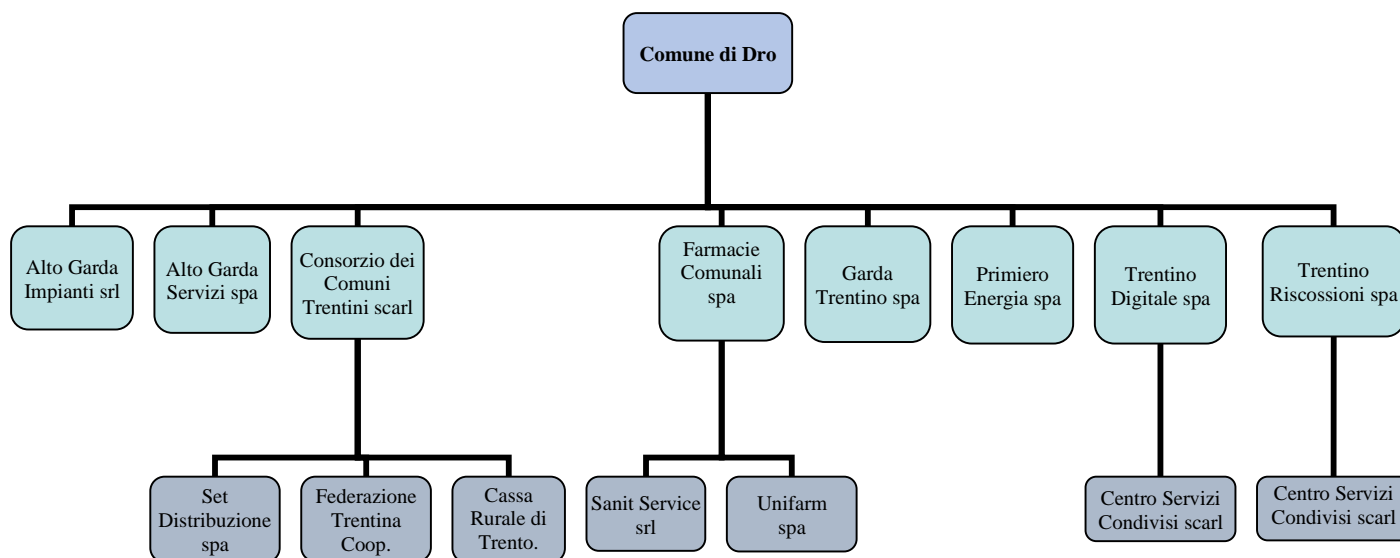 Comune di Dro
Alto Garda
Impianti srl
Alto Garda
Servizi spa
Consorzio dei
Comuni
Trentini scarl
Farmacie
Comunali
spa
Garda
Trentino spa
Primiero
Energia spa
Trentino
Digitale spa
Trentino
Riscossioni spa
Set
Distribuzione
spa
Federazione
Trentina
Coop.
Cassa
Rurale di
Trento.
Sanit Service
srl
Unifarm
spa
Centro Servizi
Condivisi scarl
Centro Servizi
Condivisi scarl